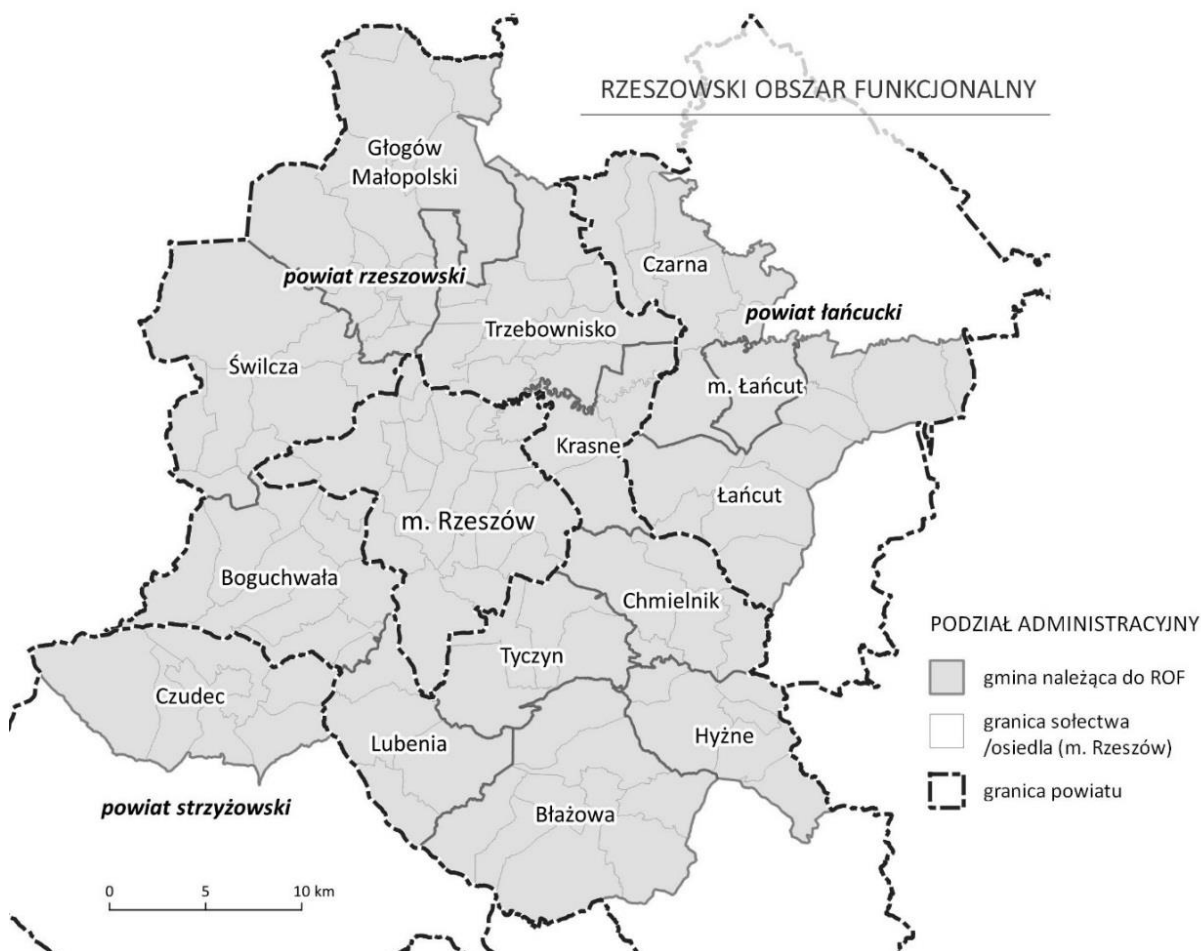 RZESZOWSKI OBSZAR FUNKCJONALNY
Głogów
Małopolski
powiat rzeszowski
Czarna
powiat łańcucki
Trzebownisko
Świlcza
m. Łańcut
Krasne
Łańcut
m. Rzeszów
Boguchwała
Chmielnik
Tyczyn
Czudec
Lubenia
Hyżne
Błażowa
powiat strzyżowski
PODZIAŁ ADMINISTRACYJNY
gmina należąca do ROF
granica sołectwa
/osiedla (m. Rzeszów)
granica powiatu
0 5 10 km